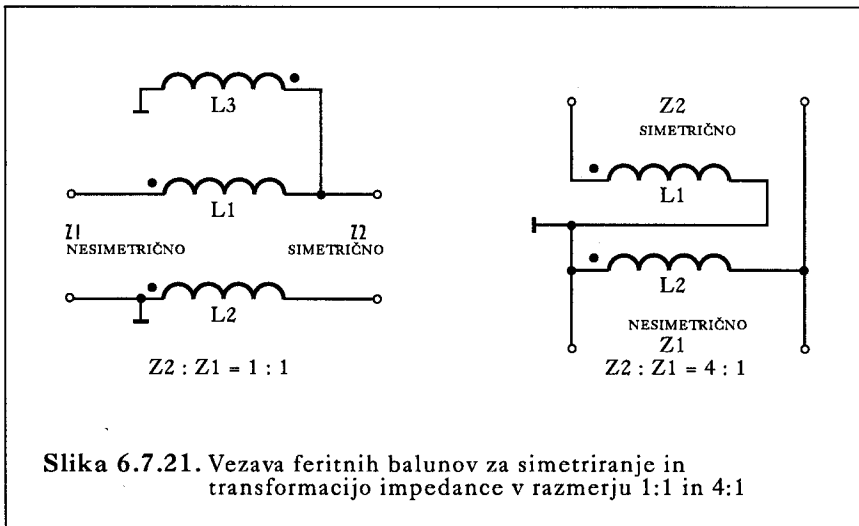 L3
L1
Z1
NESIMETRIČNO
Z2
SIMETRIČNO
L2
Z2 : Z1 = 1 : 1
Z2
SIMETRIČNO
L1
L2
NESIMETRIČNO
Z1
Z2 : Z1 = 4 : 1
Slika 6.7.21. Vezava feritnih balunov za simetriranje in
transformacijo impedance v razmerju 1:1 in 4:1